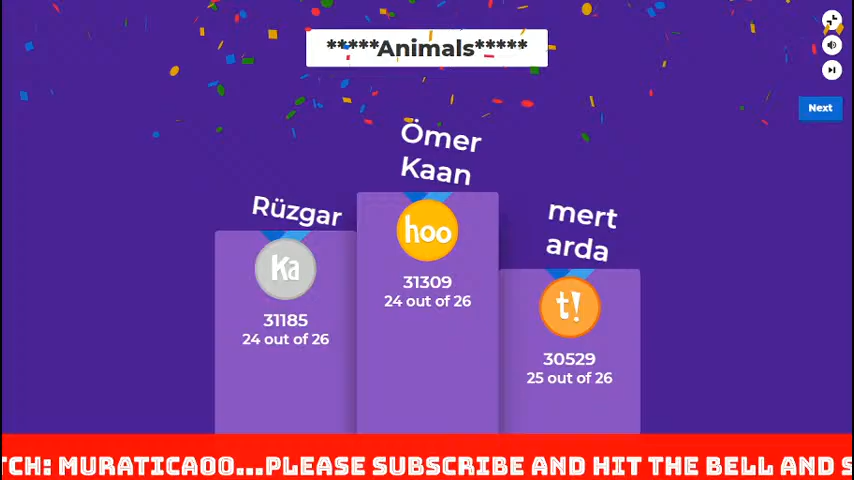 *****Animals*****
Next
Ömer
Kaan
Rüzgar
mert
arda
hoo
Ka
t!
31309
24 out of 26
31185
24 out of 26
30529
25 out of 26
TCH: MURATICAOO...PLEASE SUBSCRIBE AND HIT THE BELL AND S